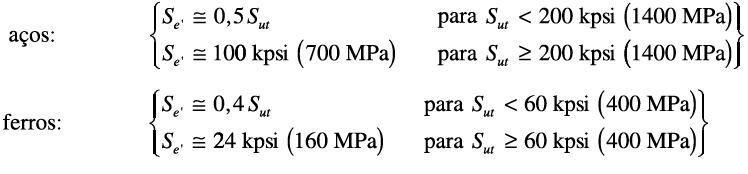 aços: { S_e' ≅ 0,5 S_ut para S_ut < 200 kpsi (1400 MPa) }
{ S_e' ≅ 100 kpsi (700 MPa) para S_ut ≥ 200 kpsi (1400 MPa) }
ferros: { S_e' ≅ 0,4 S_ut para S_ut < 60 kpsi (400 MPa) }
{ S_e' ≅ 24 kpsi (160 MPa) para S_ut ≥ 60 kpsi (400 MPa) }